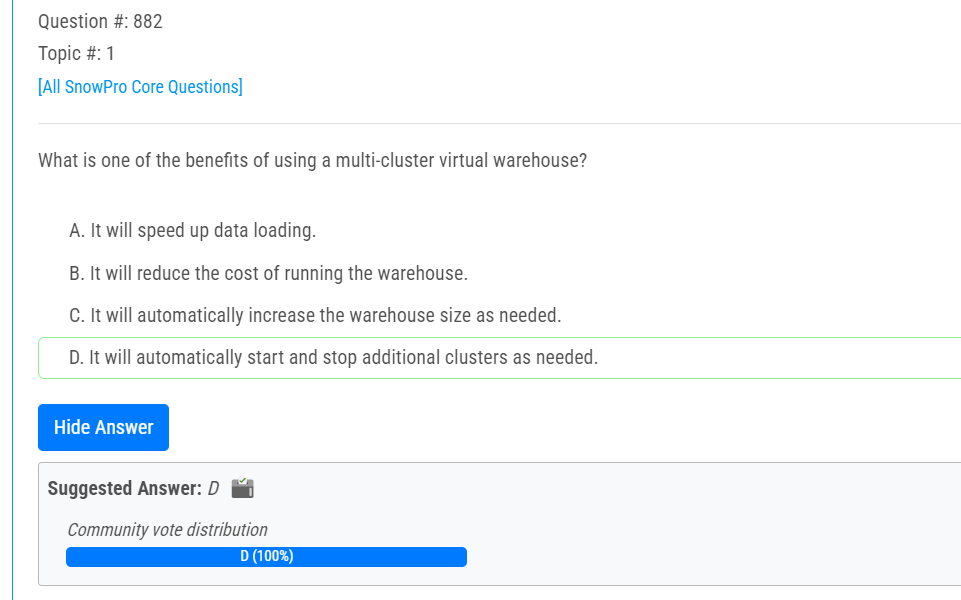 Question #: 882
Topic #: 1
[All SnowPro Core Questions]
What is one of the benefits of using a multi-cluster virtual warehouse?
A. It will speed up data loading.
B. It will reduce the cost of running the warehouse.
C. It will automatically increase the warehouse size as needed.
D. It will automatically start and stop additional clusters as needed.
Hide Answer
Suggested Answer: D
Community vote distribution
D (100%)